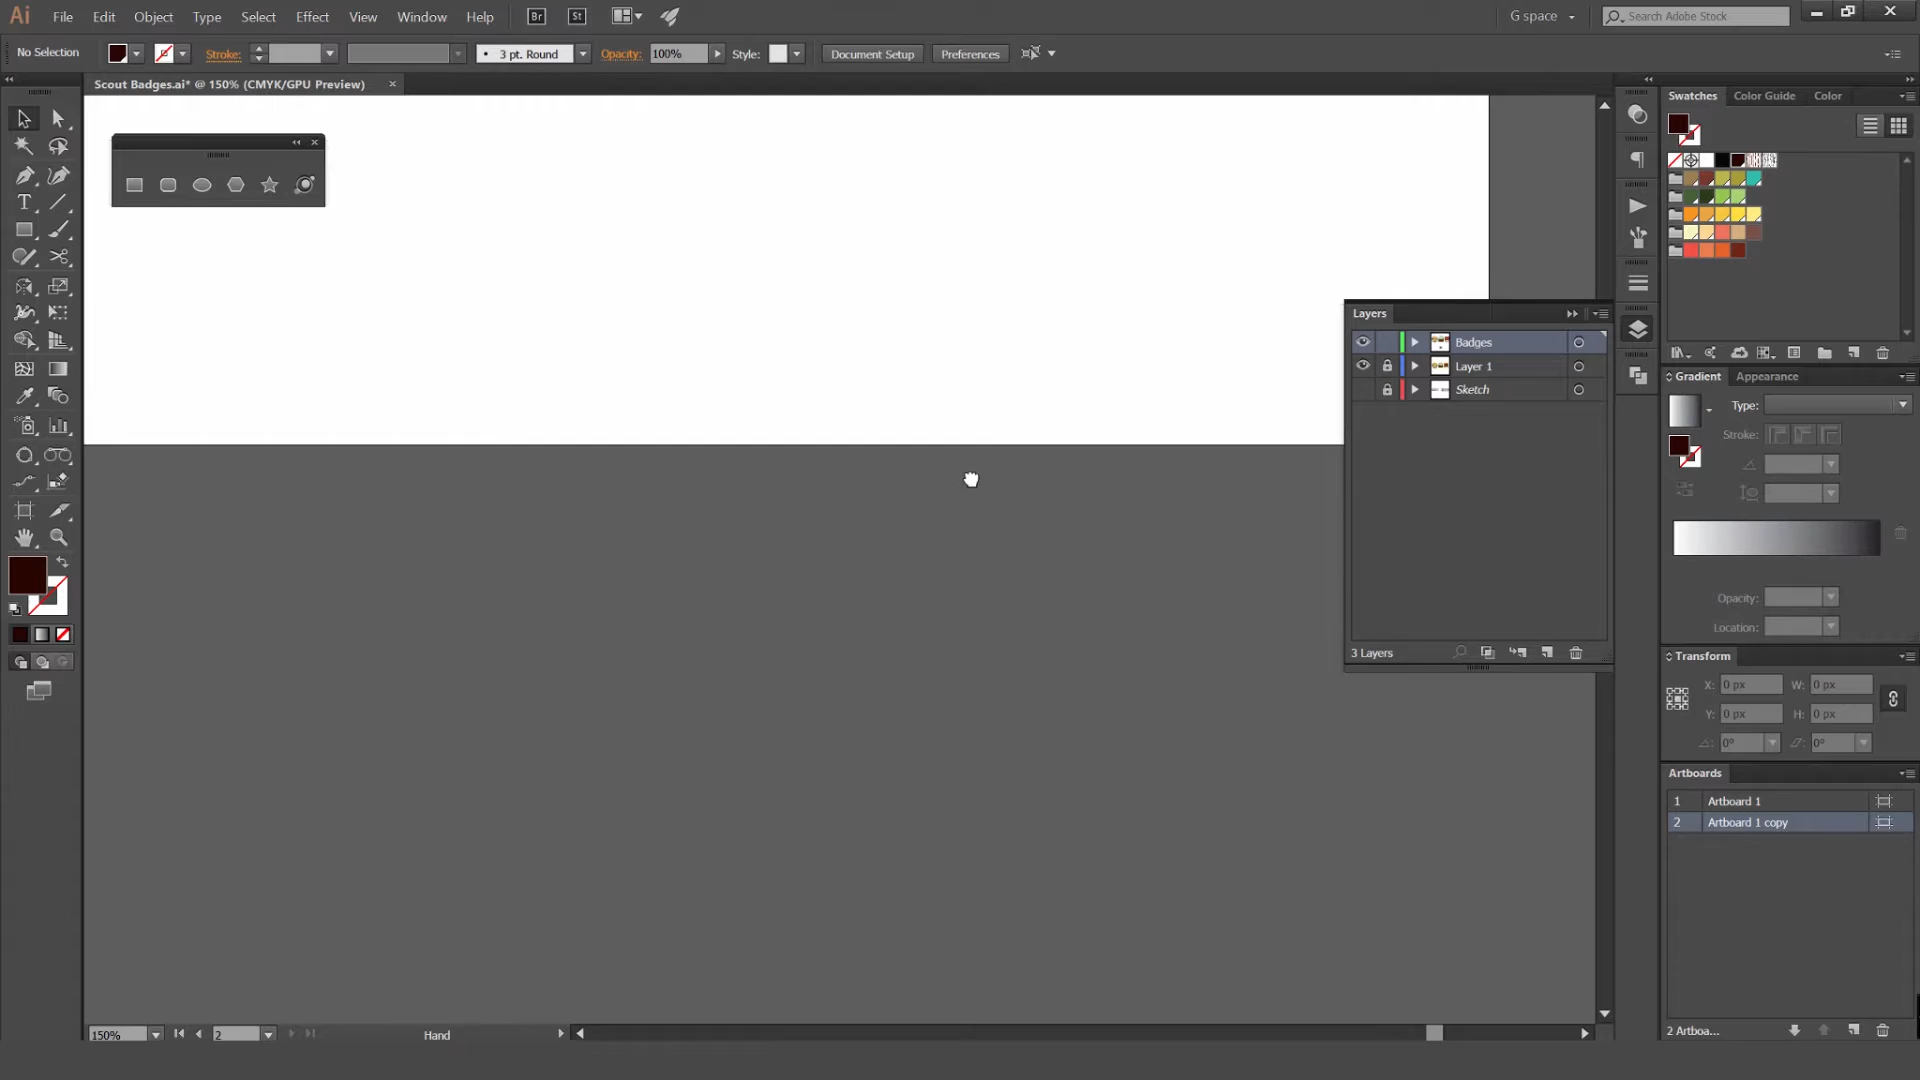 Ai File Edit Object Type Select Effect View Window Help Br St G space Search Adobe Stock
No Selection Stroke: 3 pt. Round Opacity: 100% Style: Document Setup Preferences
Scout Badges.ai* @ 150% (CMYK/GPU Preview)
Swatches Color Guide Color
Layers
Badges
Layer 1
Sketch
3 Layers
Gradient Appearance
Type:
Stroke:
Opacity:
Location:
Transform
X: 0 px W: 0 px
Y: 0 px H: 0 px
0° 0°
Artboards
1 Artboard 1
2 Artboard 1 copy
2 Artboa...
150% 2 Hand